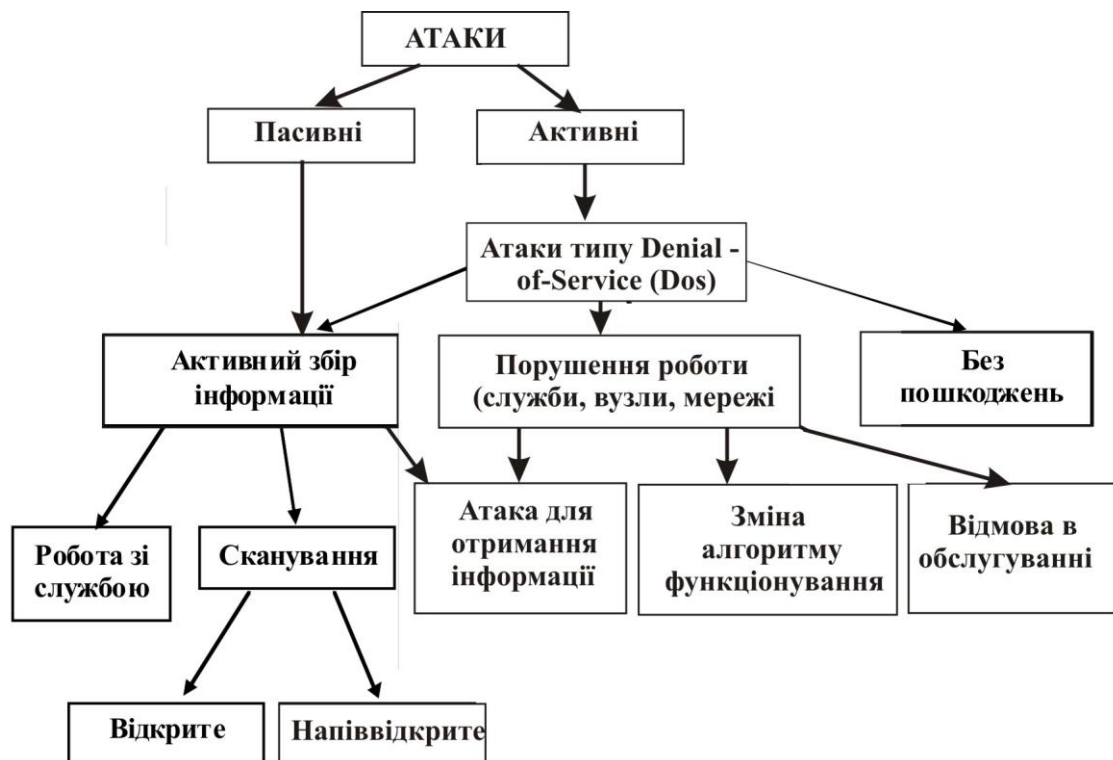 АТАКИ
Пасивні
Активні
Атаки типу Denial -
of-Service (Dos)
Активний збір
інформації
Порушення роботи
(служби, вузли, мережі
Без
пошкоджень
Робота зі
службою
Сканування
Атака для
отримання
інформації
Зміна
алгоритму
функціонування
Відмова в
обслугуванні
Відкрите
Напіввідкрите